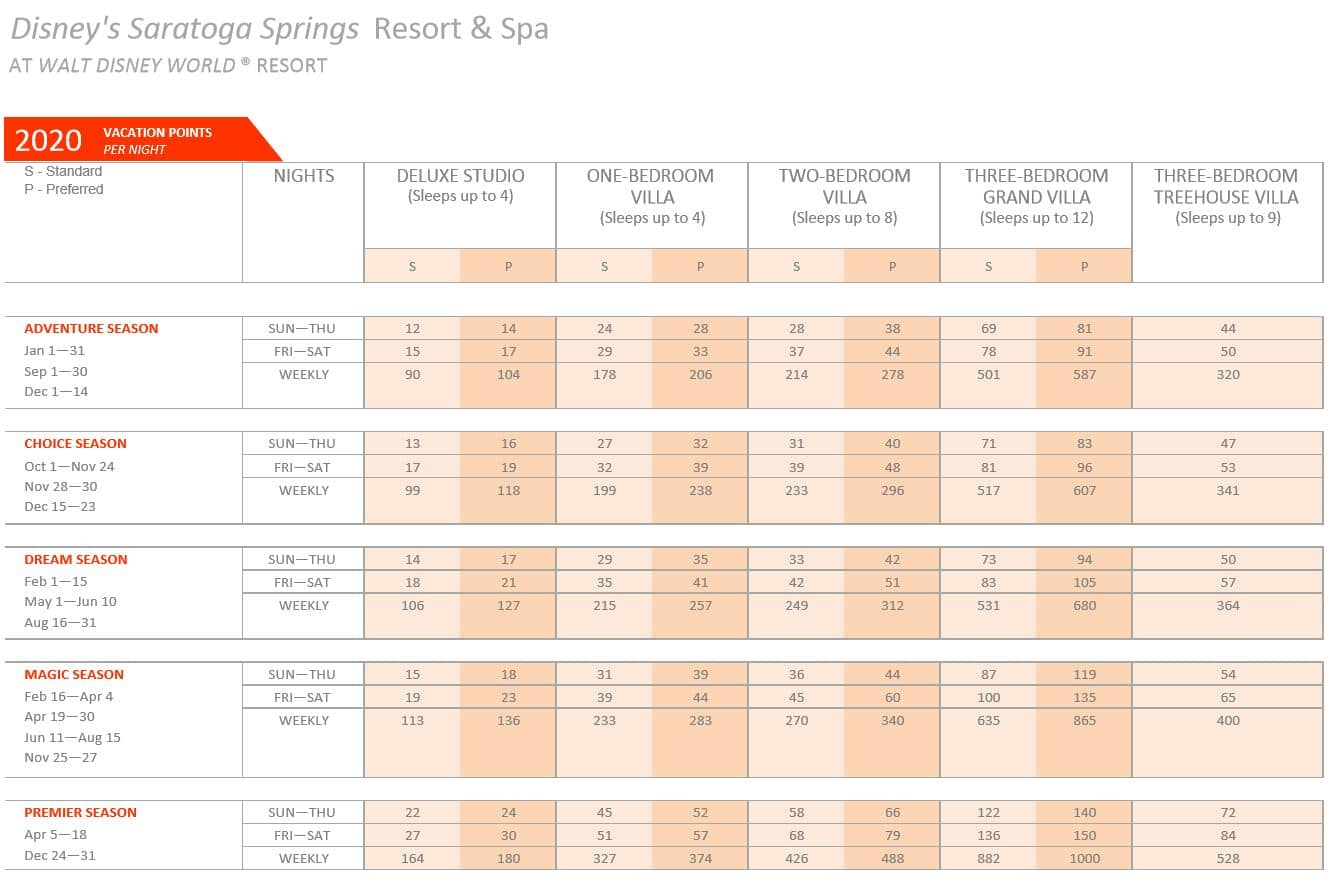 Disney's Saratoga Springs Resort & Spa
AT WALT DISNEY WORLD ® RESORT
2020 VACATION POINTS
PER NIGHT
S - Standard
P - Preferred
NIGHTS
DELUXE STUDIO
(Sleeps up to 4)
ONE-BEDROOM
VILLA
(Sleeps up to 4)
TWO-BEDROOM
VILLA
(Sleeps up to 8)
THREE-BEDROOM
GRAND VILLA
(Sleeps up to 12)
THREE-BEDROOM
TREEHOUSE VILLA
(Sleeps up to 9)
S P S P S P S P
ADVENTURE SEASON SUN—THU 12 14 24 28 28 38 69 81 44
Jan 1—31 FRI—SAT 15 17 29 33 37 44 78 91 50
Sep 1—30 WEEKLY 90 104 178 206 214 278 501 587 320
Dec 1—14
CHOICE SEASON SUN—THU 13 16 27 32 31 40 71 83 47
Oct 1—Nov 24 FRI—SAT 17 19 32 39 39 48 81 96 53
Nov 28—30 WEEKLY 99 118 199 238 233 296 517 607 341
Dec 15—23
DREAM SEASON SUN—THU 14 17 29 35 33 42 73 94 50
Feb 1—15 FRI—SAT 18 21 35 41 42 51 83 105 57
May 1—Jun 10 WEEKLY 106 127 215 257 249 312 531 680 364
Aug 16—31
MAGIC SEASON SUN—THU 15 18 31 39 36 44 87 119 54
Feb 16—Apr 4 FRI—SAT 19 23 39 44 45 60 100 135 65
Apr 19—30 WEEKLY 113 136 233 283 270 340 635 865 400
Jun 11—Aug 15
Nov 25—27
PREMIER SEASON SUN—THU 22 24 45 52 58 66 122 140 72
Apr 5—18 FRI—SAT 27 30 51 57 68 79 136 150 84
Dec 24—31 WEEKLY 164 180 327 374 426 488 882 1000 528